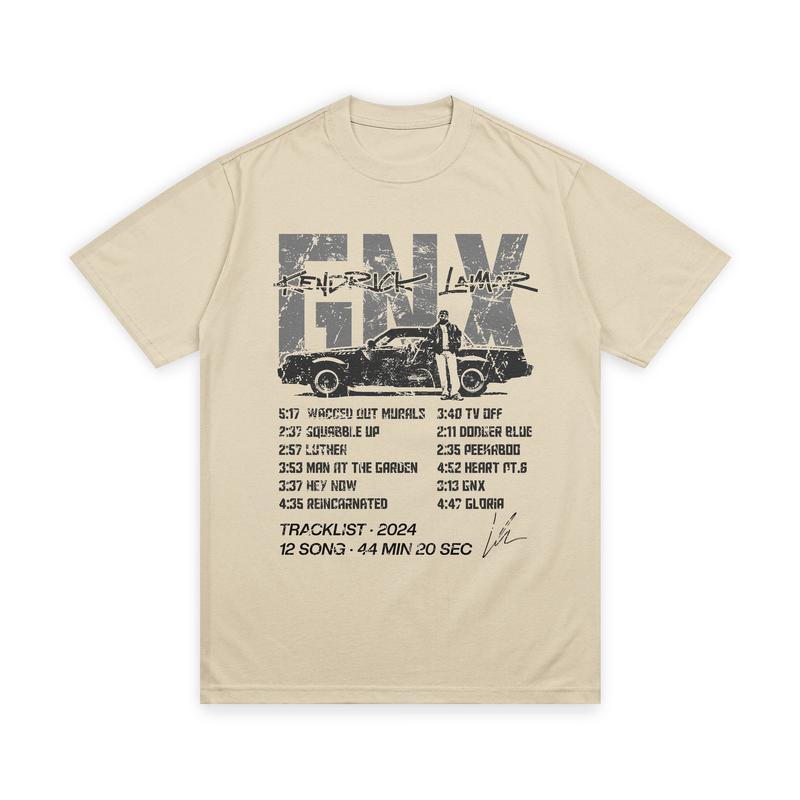 GNX
KENDRICK LAMAR
5:17 WACCED OUT MURALS
2:37 SQUABBLE UP
2:57 LUTHER
3:53 MAN AT THE GARDEN
3:37 HEY NOW
4:35 REINCARNATED
3:40 TV OFF
2:11 DODGER BLUE
2:35 PEEKABOO
4:52 HEART PT.6
3:13 GNX
4:47 GLORIA
TRACKLIST · 2024
12 SONG · 44 MIN 20 SEC